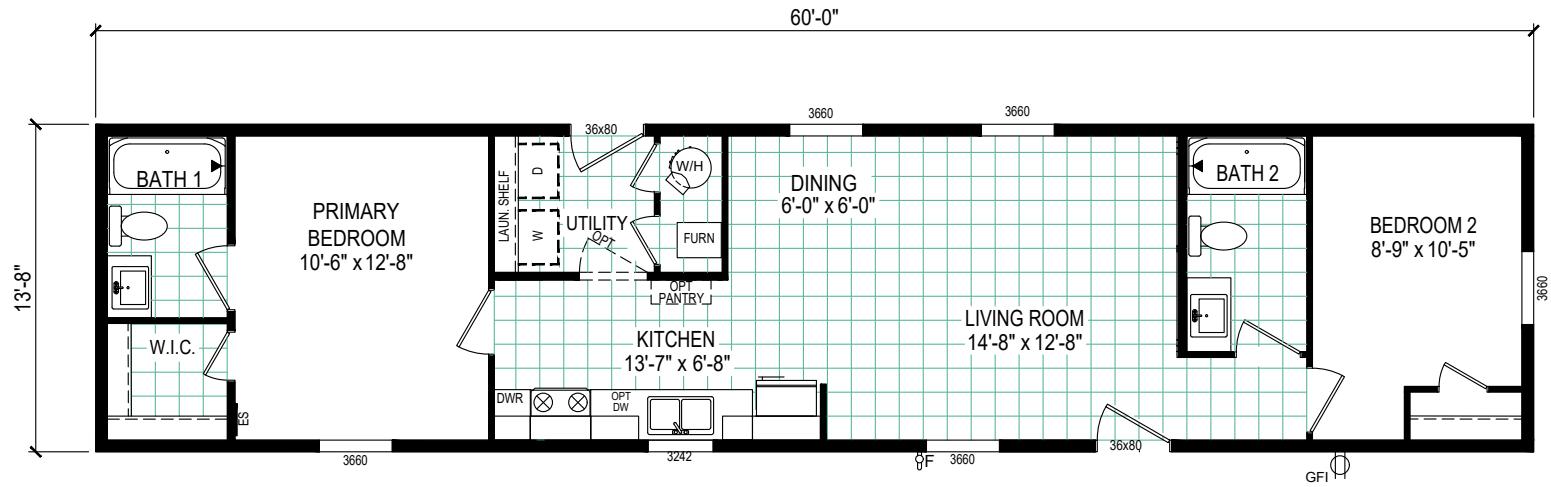 60'-0"
3660
3660
36x80
13'-8"
BATH 1
LAUN. SHELF
D
W/H
DINING
6'-0" x 6'-0"
BATH 2
PRIMARY
BEDROOM
10'-6" x 12'-8"
W
UTILITY
OPT
FURN
BEDROOM 2
8'-9" x 10'-5"
3660
OPT
PANTRY
W.I.C.
KITCHEN
13'-7" x 6'-8"
LIVING ROOM
14'-8" x 12'-8"
DWR
OPT
DW
ES
3660
3242
F
3660
36x80
GFI